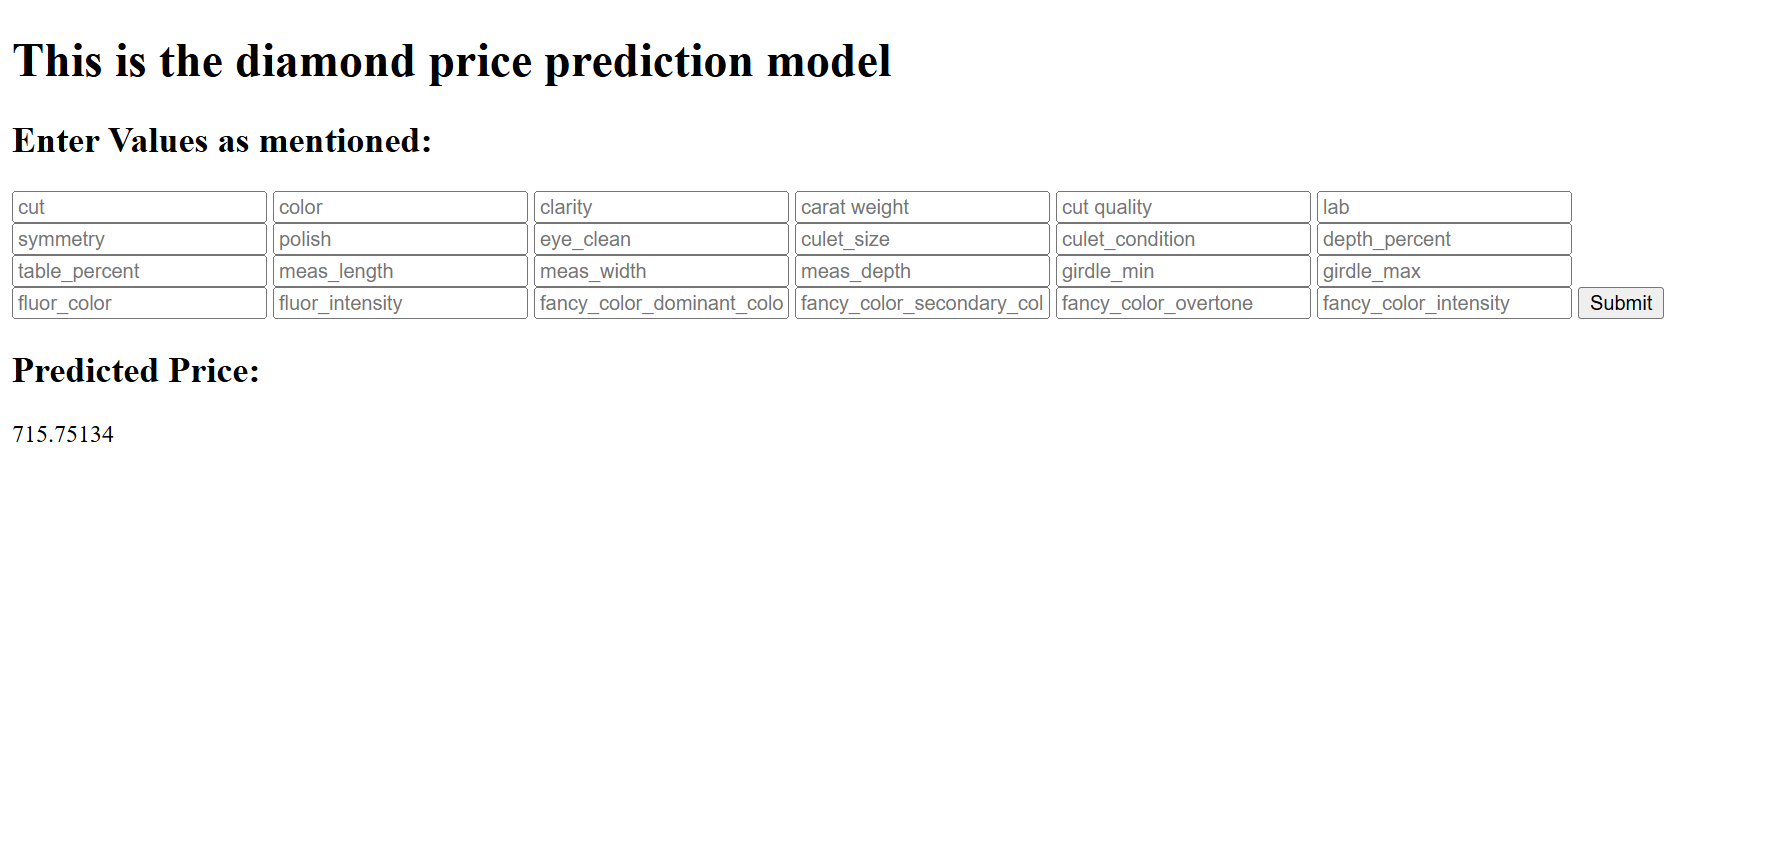 This is the diamond price prediction model
Enter Values as mentioned:
cut color clarity carat weight cut quality lab
symmetry polish eye_clean culet_size culet_condition depth_percent
table_percent meas_length meas_width meas_depth girdle_min girdle_max
fluor_color fluor_intensity fancy_color_dominant_colo fancy_color_secondary_col fancy_color_overtone fancy_color_intensity Submit
Predicted Price:
715.75134